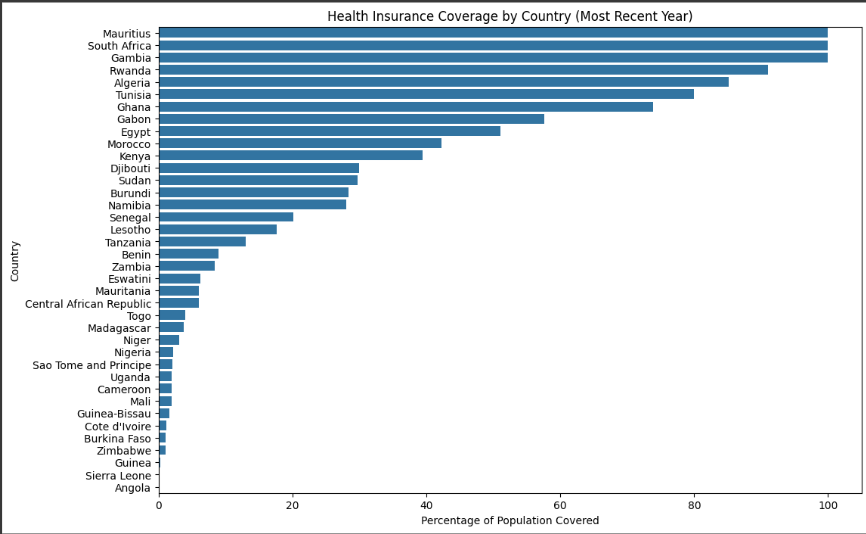 Health Insurance Coverage by Country (Most Recent Year)
Mauritius
South Africa
Gambia
Rwanda
Algeria
Tunisia
Ghana
Gabon
Egypt
Morocco
Kenya
Djibouti
Sudan
Burundi
Namibia
Senegal
Lesotho
Tanzania
Benin
Zambia
Eswatini
Mauritania
Central African Republic
Togo
Madagascar
Niger
Nigeria
Sao Tome and Principe
Uganda
Cameroon
Mali
Guinea-Bissau
Cote d'Ivoire
Burkina Faso
Zimbabwe
Guinea
Sierra Leone
Angola
Country
0 20 40 60 80 100
Percentage of Population Covered